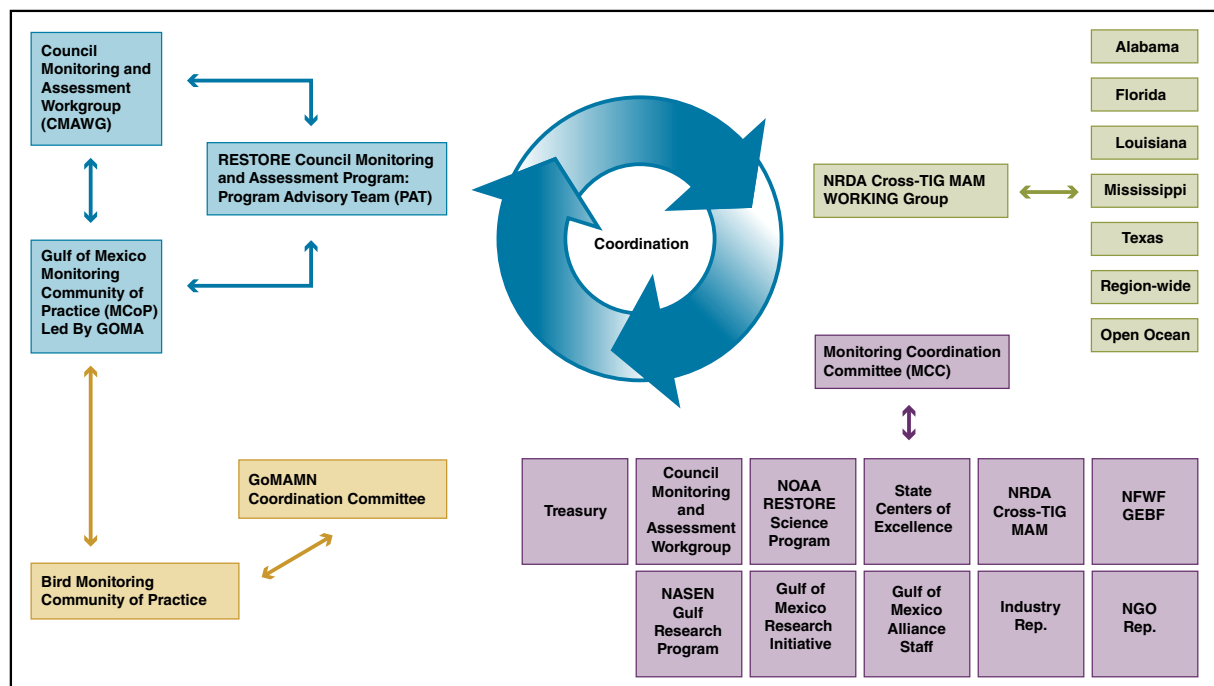 Council
Monitoring and
Assessment
Workgroup
(CMAWG)
RESTORE Council Monitoring
and Assessment Program:
Program Advisory Team (PAT)
Gulf of Mexico
Monitoring
Community of
Practice (MCoP)
Led By GOMA
GoMAMN
Coordination Committee
Bird Monitoring
Community of Practice
Coordination
NRDA Cross-TIG MAM
WORKING Group
Alabama
Florida
Louisiana
Mississippi
Texas
Region-wide
Open Ocean
Monitoring Coordination
Committee (MCC)
Treasury
Council
Monitoring
and
Assessment
Workgroup
NOAA
RESTORE
Science
Program
State
Centers of
Excellence
NRDA
Cross-TIG
MAM
NFWF
GEBF
NASEN
Gulf
Research
Program
Gulf of
Mexico
Research
Initiative
Gulf of
Mexico
Alliance
Staff
Industry
Rep.
NGO
Rep.